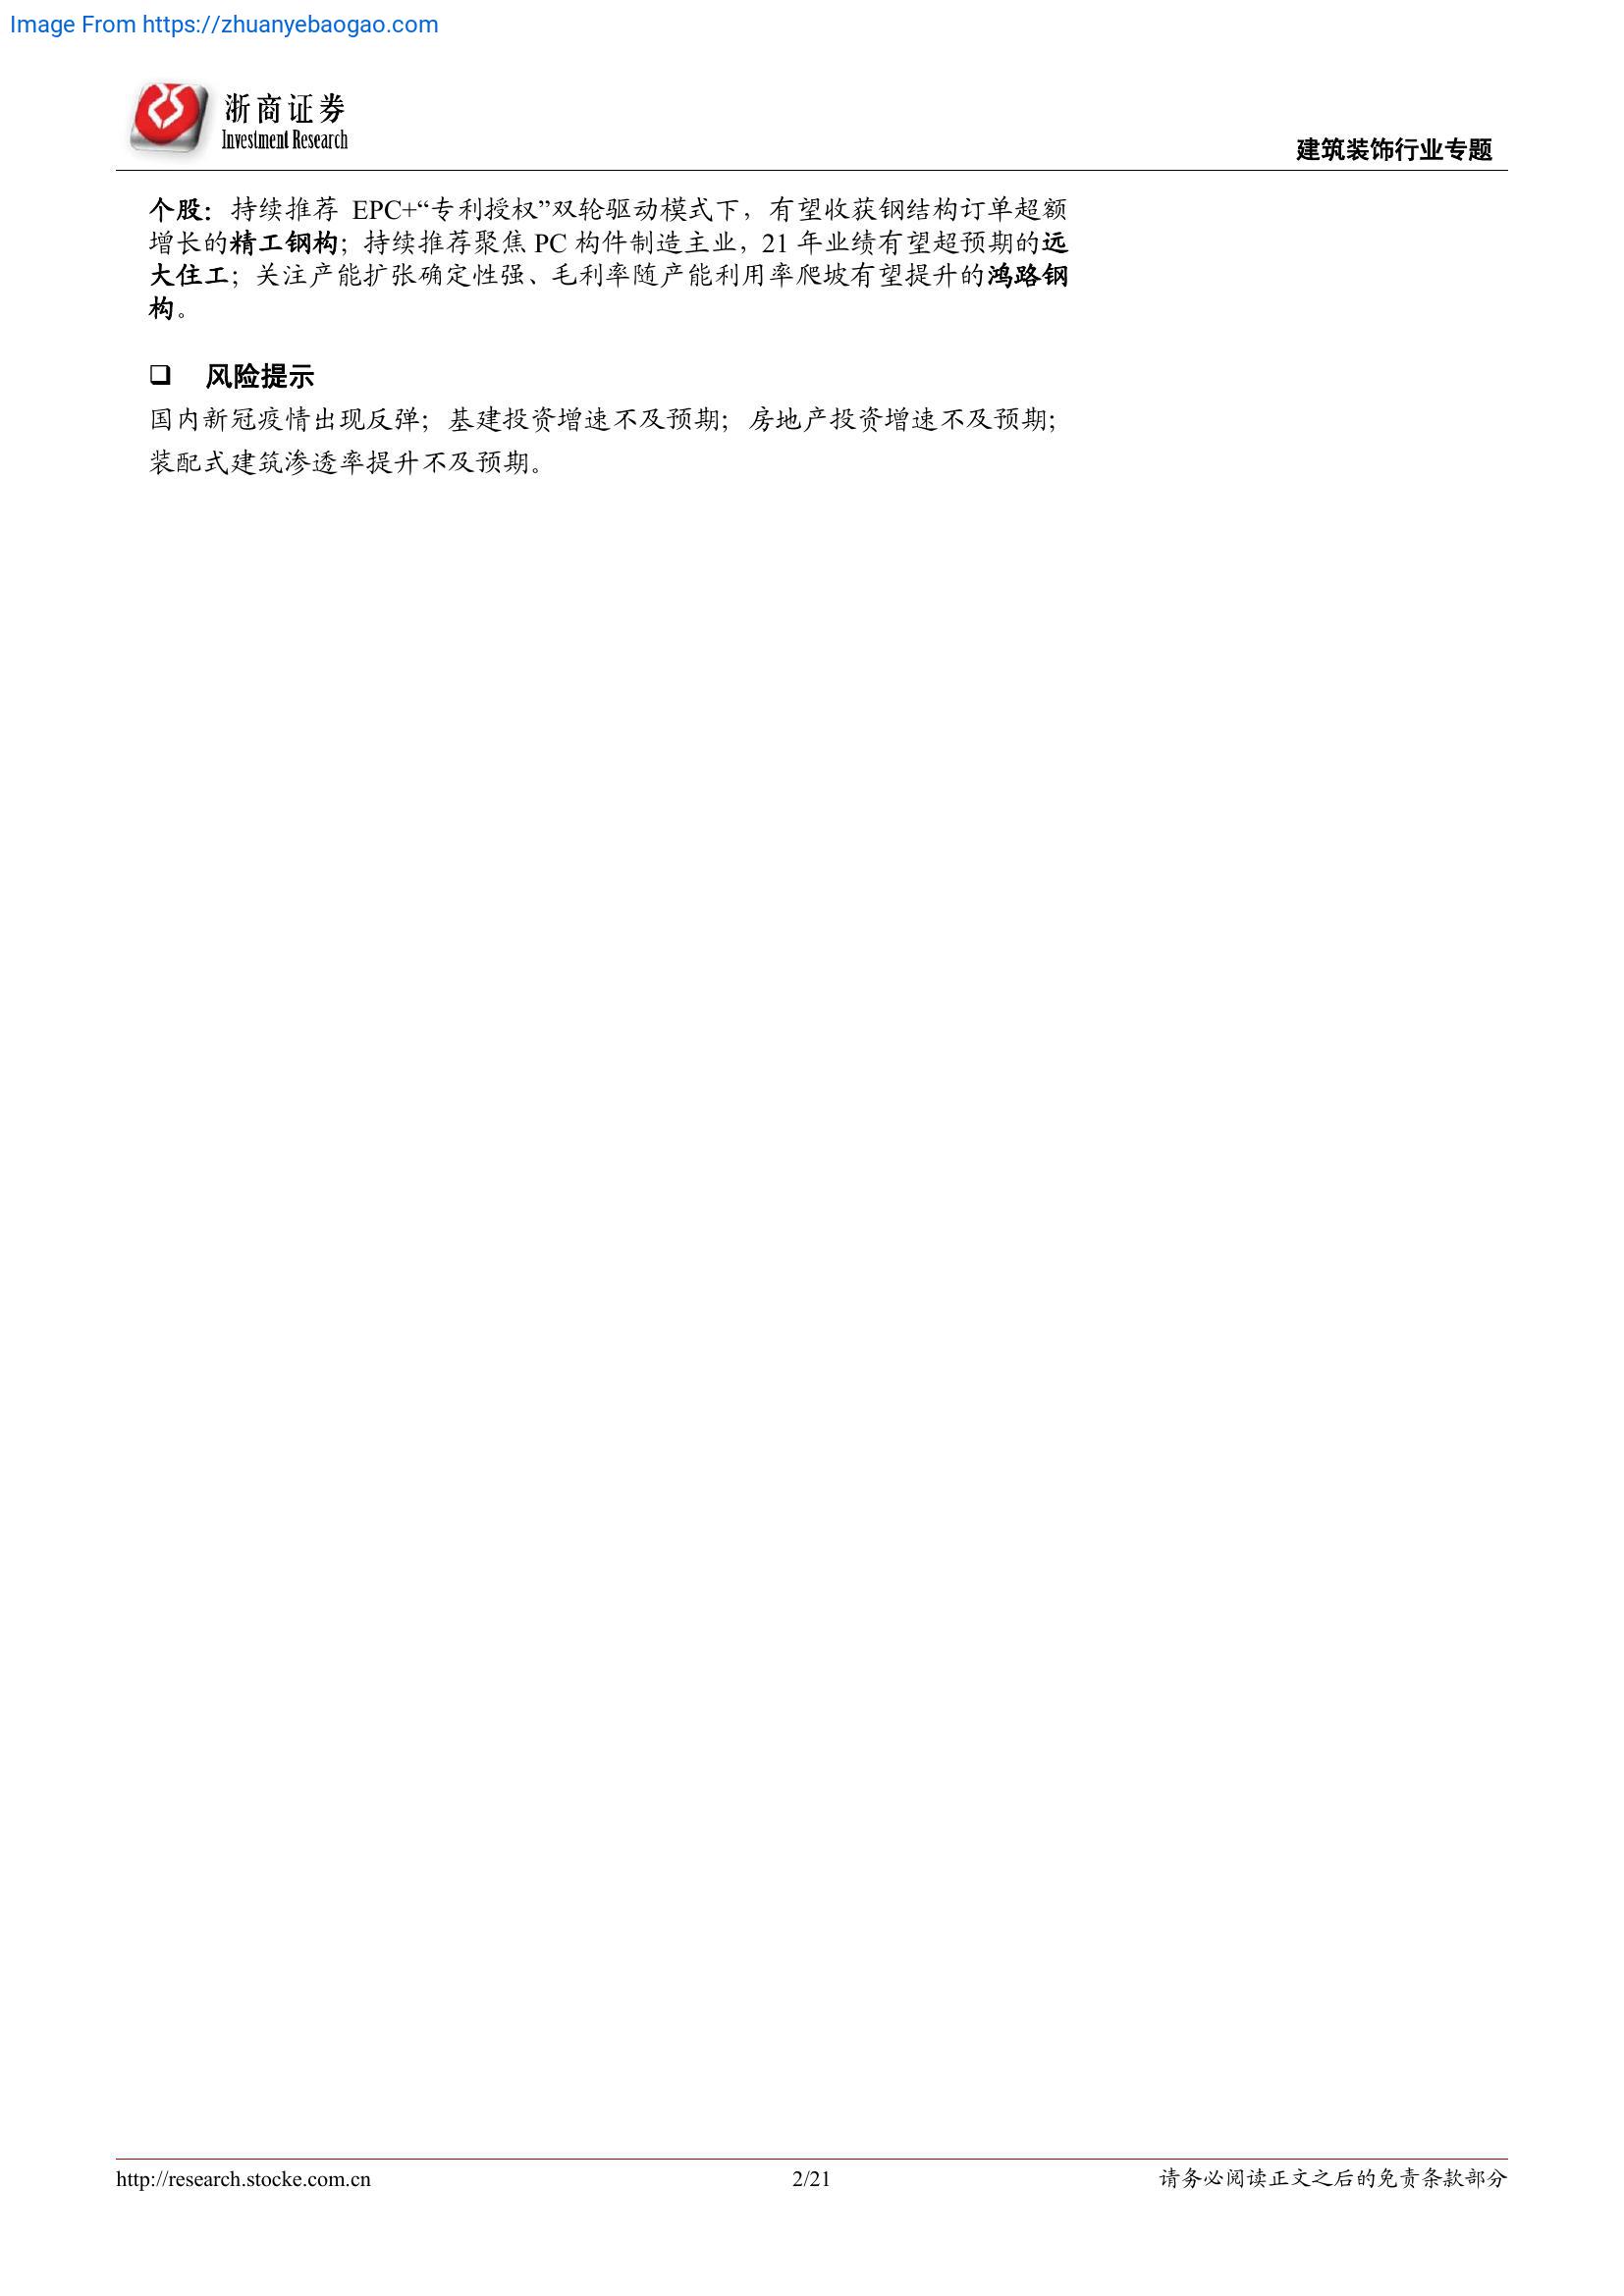 Image From https://zhuanyebaogao.com
浙商证券
Investment Research
建筑装饰行业专题
个股：持续推荐 EPC+“专利授权”双轮驱动模式下，有望收获钢结构订单超额
增长的精工钢构；持续推荐聚焦 PC 构件制造主业，21 年业绩有望超预期的远
大住工；关注产能扩张确定性强、毛利率随产能利用率爬坡有望提升的鸿路钢
构。
❑ 风险提示
国内新冠疫情出现反弹；基建投资增速不及预期；房地产投资增速不及预期；
装配式建筑渗透率提升不及预期。
http://research.stocke.com.cn
2/21
请务必阅读正文之后的免责条款部分